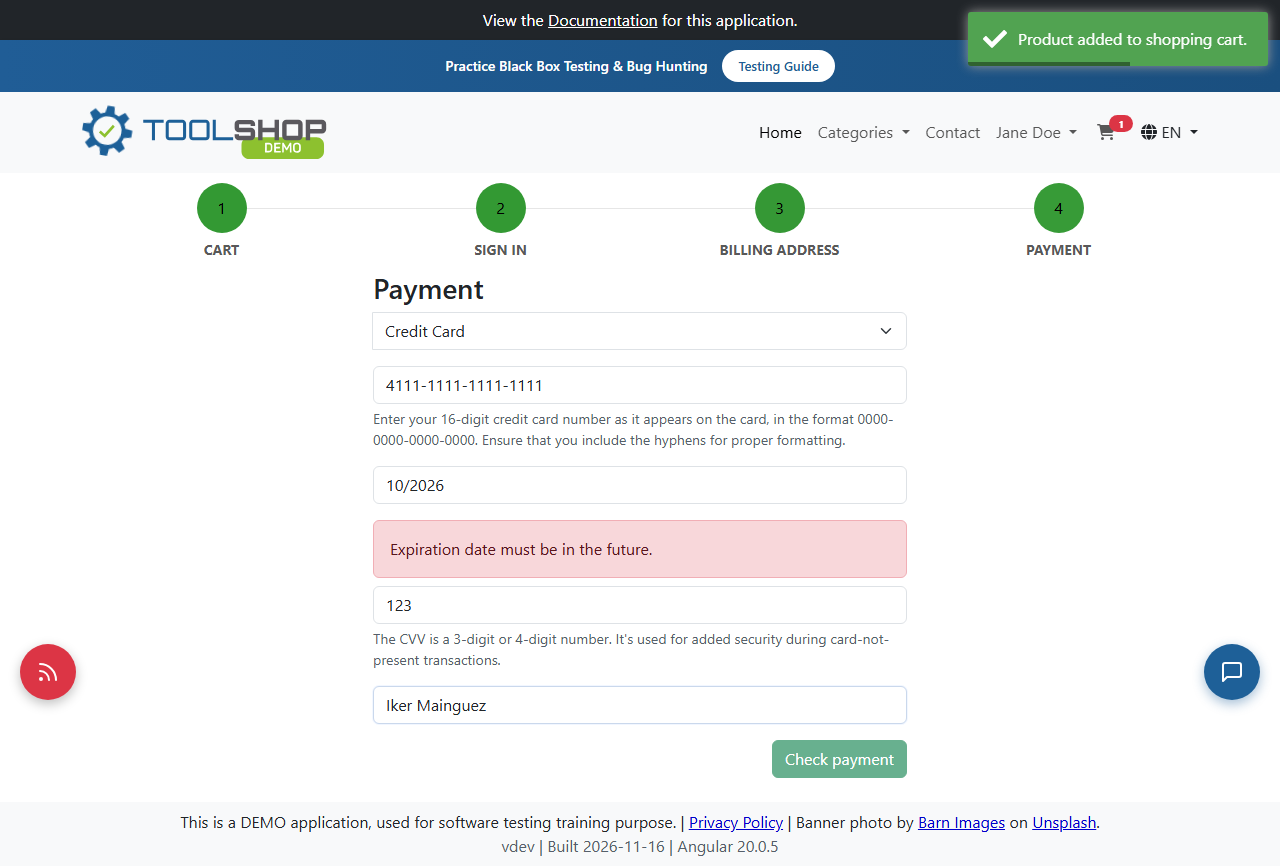 View the Documentation for this application.
Product added to shopping cart.
Practice Black Box Testing & Bug Hunting Testing Guide
TOOLSHOP
DEMO
Home Categories Contact Jane Doe 1 EN
1 2 3 4
CART SIGN IN BILLING ADDRESS PAYMENT
Payment
Credit Card
4111-1111-1111-1111
Enter your 16-digit credit card number as it appears on the card, in the format 0000-
0000-0000-0000. Ensure that you include the hyphens for proper formatting.
10/2026
Expiration date must be in the future.
123
The CVV is a 3-digit or 4-digit number. It's used for added security during card-not-
present transactions.
Iker Mainguez
Check payment
This is a DEMO application, used for software testing training purpose. | Privacy Policy | Banner photo by Barn Images on Unsplash.
vdev | Built 2026-11-16 | Angular 20.0.5